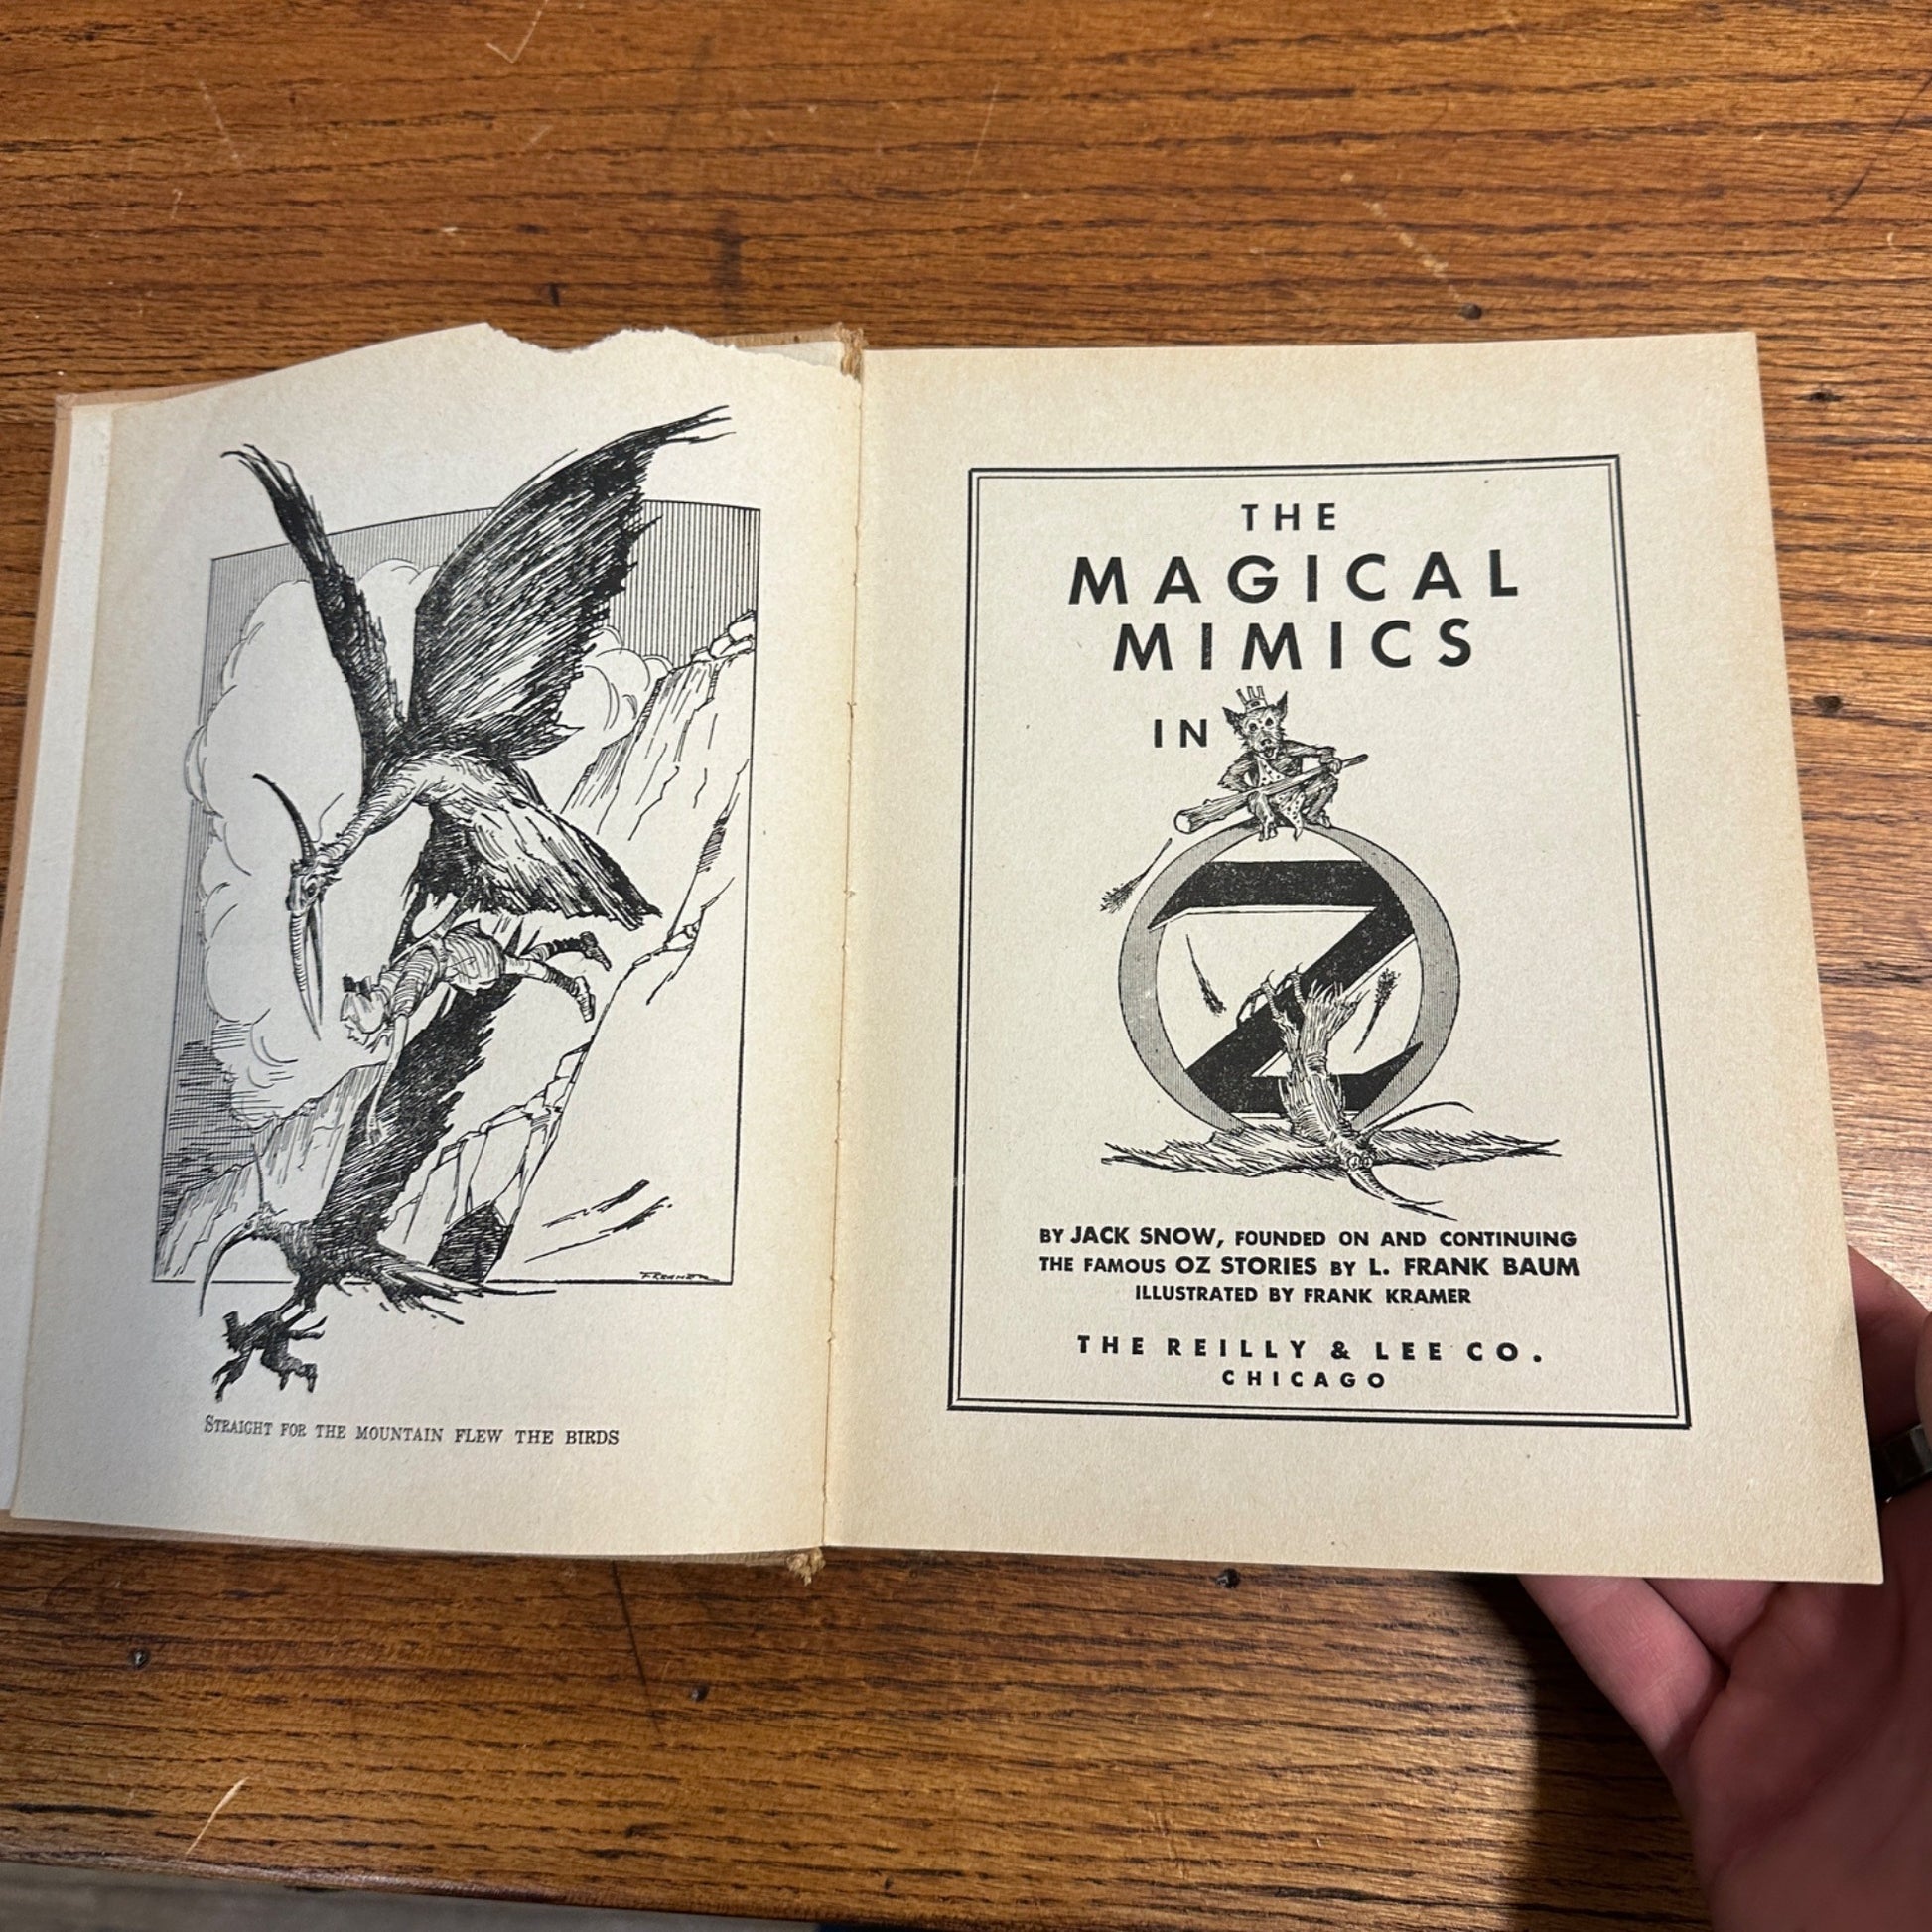 STRAIGHT FOR THE MOUNTAIN FLEW THE BIRDS
KRAMER
THE
MAGICAL
MIMICS
IN
OZ
BY JACK SNOW, FOUNDED ON AND CONTINUING
THE FAMOUS OZ STORIES BY L. FRANK BAUM
ILLUSTRATED BY FRANK KRAMER
THE REILLY & LEE CO.
CHICAGO